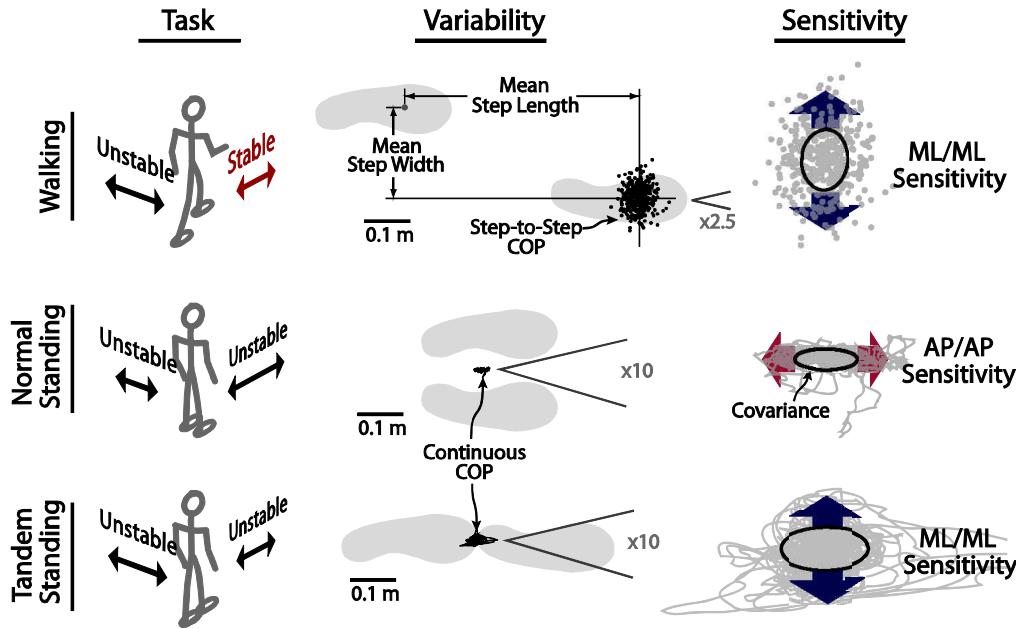 Task
Variability
Sensitivity
Walking
Unstable
Stable
Mean
Step Length
Mean
Step Width
0.1 m
Step-to-Step
COP
x2.5
ML/ML
Sensitivity
Normal
Standing
Unstable
Unstable
0.1 m
x10
AP/AP
Sensitivity
Covariance
Continuous
COP
Tandem
Standing
Unstable
Unstable
0.1 m
x10
ML/ML
Sensitivity